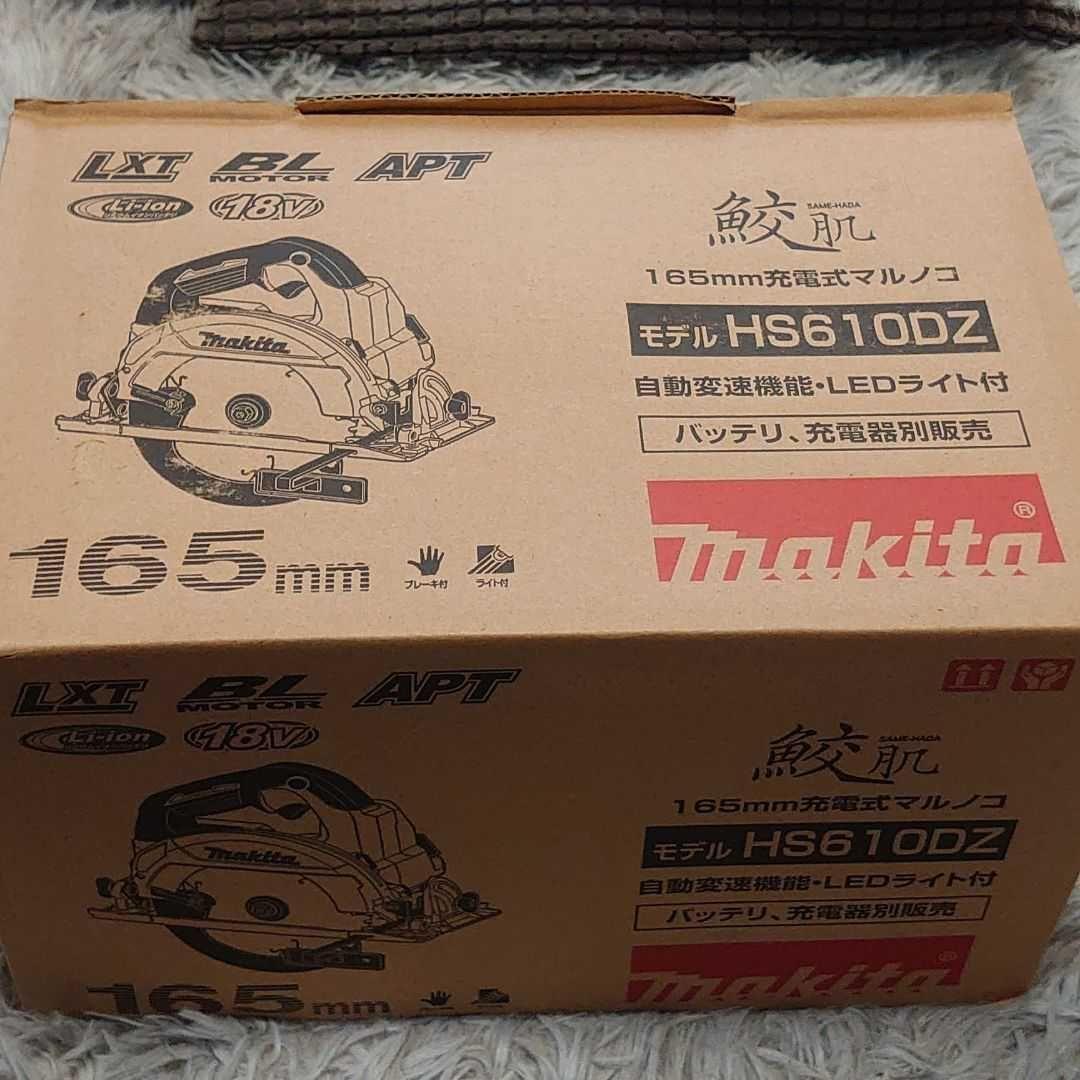 LXT BL MOTOR APT
Li-ion 18V
鮫肌 SAME-HADA
165mm充電式マルノコ
モデル HS610DZ
自動変速機能・LEDライト付
バッテリ、充電器別販売
makita
165mm
ブレーキ付 ライト付
makita®
LXT BL MOTOR APT
Li-ion 18V
鮫肌 SAME-HADA
165mm充電式マルノコ
モデル HS610DZ
自動変速機能・LEDライト付
バッテリ、充電器別販売
makita
165mm
makita®